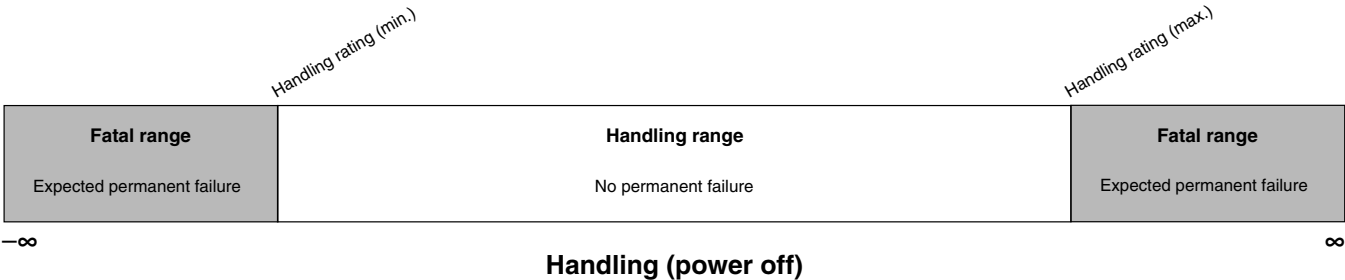 Handling rating (min.)
Handling rating (max.)
Fatal range
Handling range
Fatal range
Expected permanent failure
No permanent failure
Expected permanent failure
–∞
∞
Handling (power off)